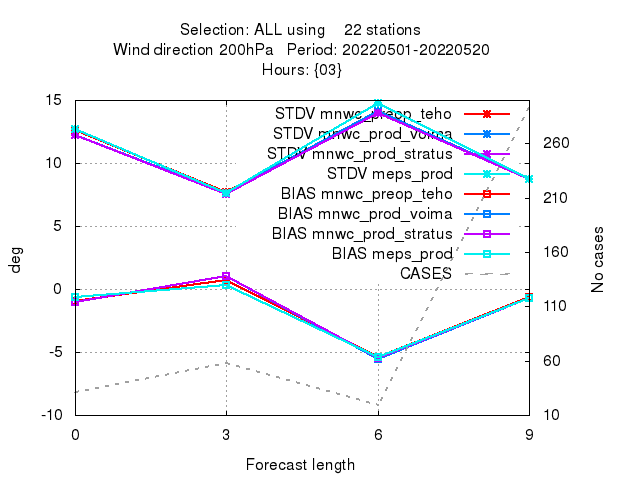 Selection: ALL using 22 stations
Wind direction 200hPa Period: 20220501-20220520
Hours: {03}
STDV mnwc_preop_teho
STDV mnwc_prod_voima
STDV mnwc_prod_stratus
STDV meps_prod
BIAS mnwc_preop_teho
BIAS mnwc_prod_voima
BIAS mnwc_prod_stratus
BIAS meps_prod
CASES
15
10
5
0
-5
-10
deg
260
210
160
110
60
10
No cases
0 3 6 9
Forecast length